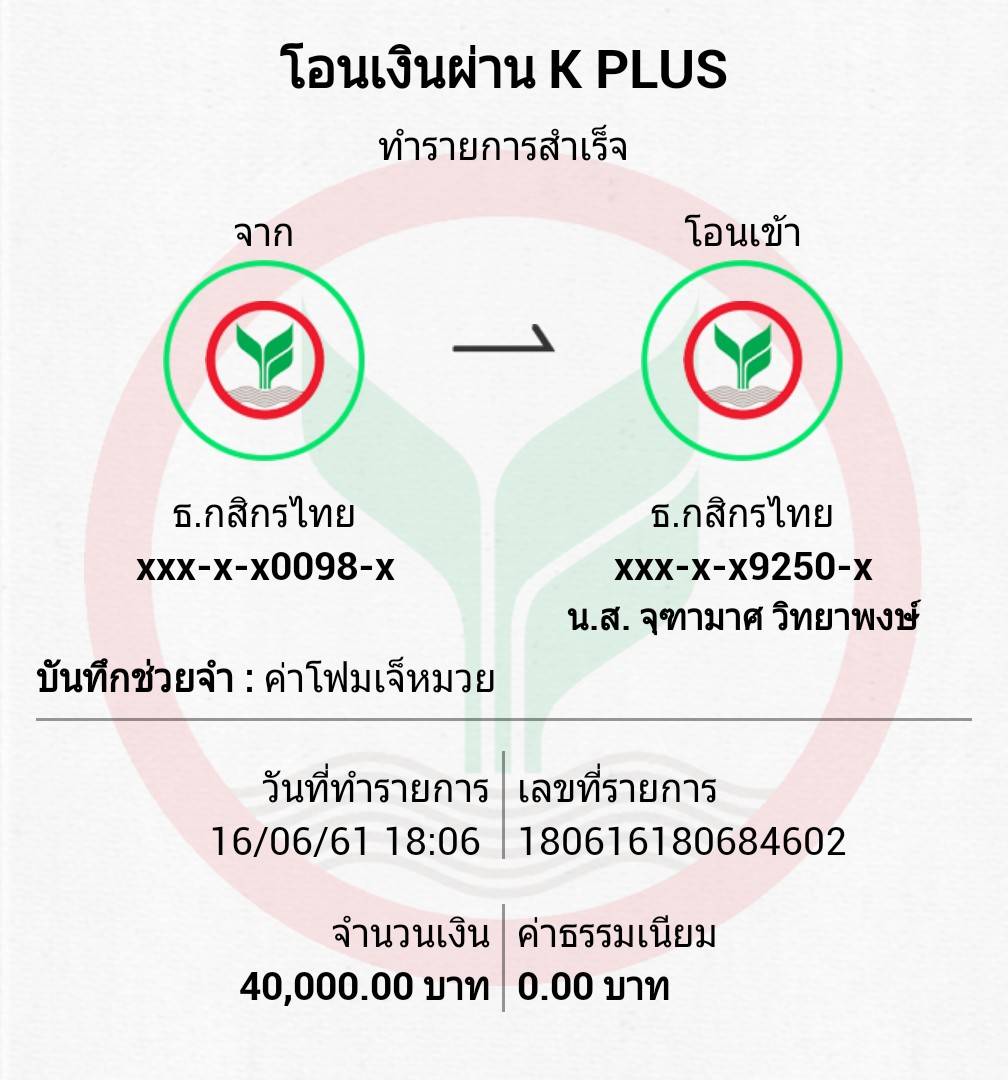 โอนเงินผ่าน K PLUS
ทำรายการสำเร็จ
จาก
โอนเข้า
ธ.กสิกรไทย
xxx-x-x0098-x
ธ.กสิกรไทย
xxx-x-x9250-x
น.ส. จุฑามาศ วิทยาพงษ์
บันทึกช่วยจำ : ค่าโฟมเจ็หมวย
วันที่ทำรายการ
16/06/61 18:06
เลขที่รายการ
180616180684602
จำนวนเงิน
40,000.00 บาท
ค่าธรรมเนียม
0.00 บาท